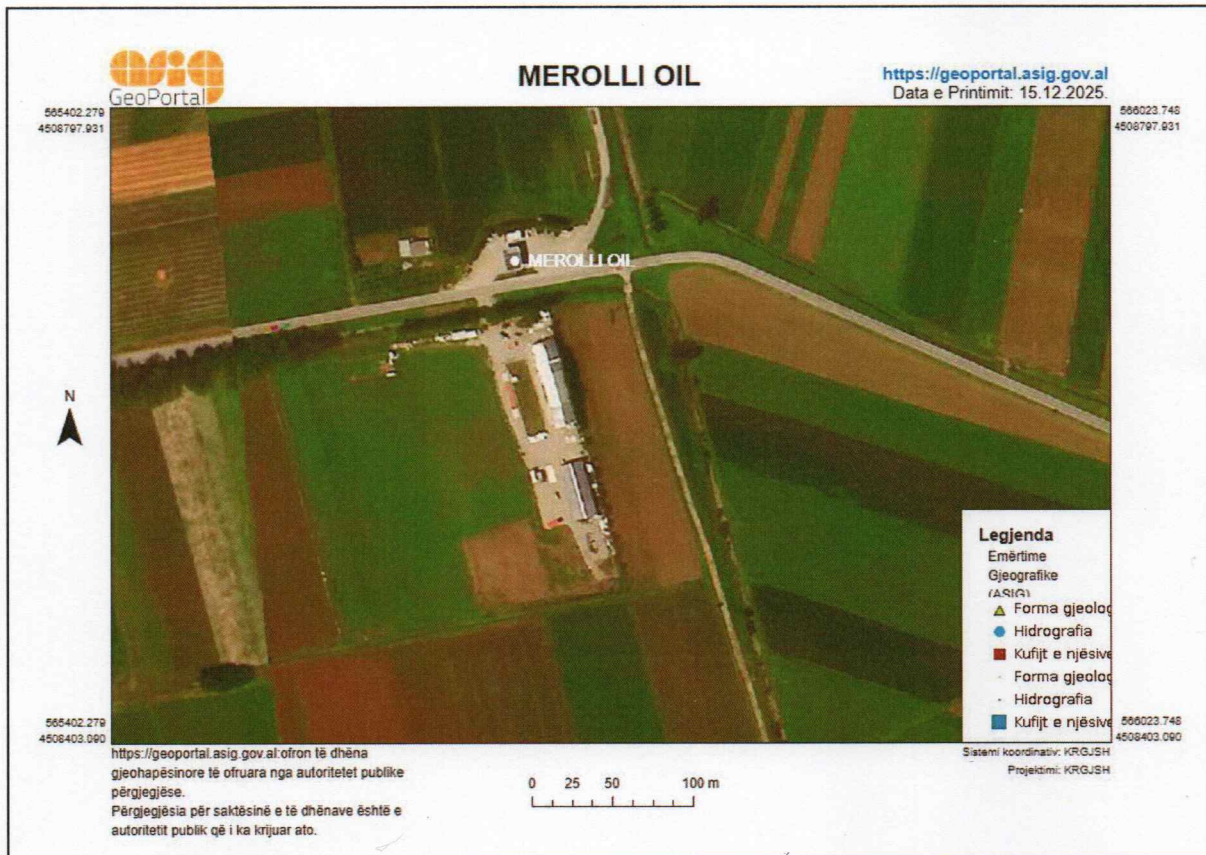 asig
GeoPortal
MEROLLI OIL
https://geoportal.asig.gov.al
Data e Printimit: 15.12.2025.
565402.279
4508797.931
566023.748
4508797.931
MEROLLI OIL
N
Legjenda
Emërtime
Gjeografike
(ASIG)
Forma gjeolog
Hidrografia
Kufijt e njësive
Forma gjeolog
Hidrografia
Kufijt e njësive
565402.279
4508403.090
566023.748
4508403.090
https://geoportal.asig.gov.al:ofron të dhëna
gjeohapësinore të ofruara nga autoritetet publike
përgjegjëse.
Përgjegjësia për saktësinë e të dhënave është e
autoritetit publik që i ka krijuar ato.
0 25 50 100 m
Sistemi koordinativ: KRGJSH
Projektimi: KRGJSH